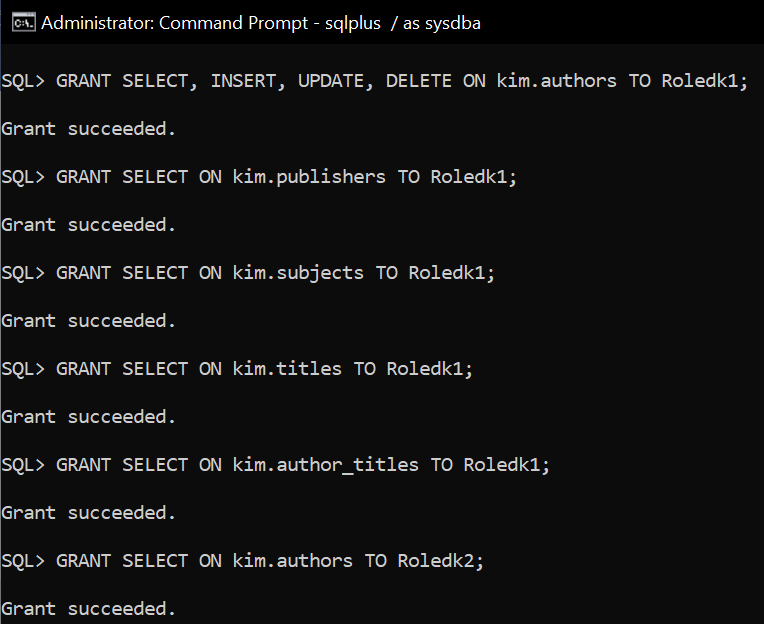 Administrator: Command Prompt - sqlplus  / as sysdba
SQL> GRANT SELECT, INSERT, UPDATE, DELETE ON kim.authors TO Roledk1;
Grant succeeded.
SQL> GRANT SELECT ON kim.publishers TO Roledk1;
Grant succeeded.
SQL> GRANT SELECT ON kim.subjects TO Roledk1;
Grant succeeded.
SQL> GRANT SELECT ON kim.titles TO Roledk1;
Grant succeeded.
SQL> GRANT SELECT ON kim.author_titles TO Roledk1;
Grant succeeded.
SQL> GRANT SELECT ON kim.authors TO Roledk2;
Grant succeeded.